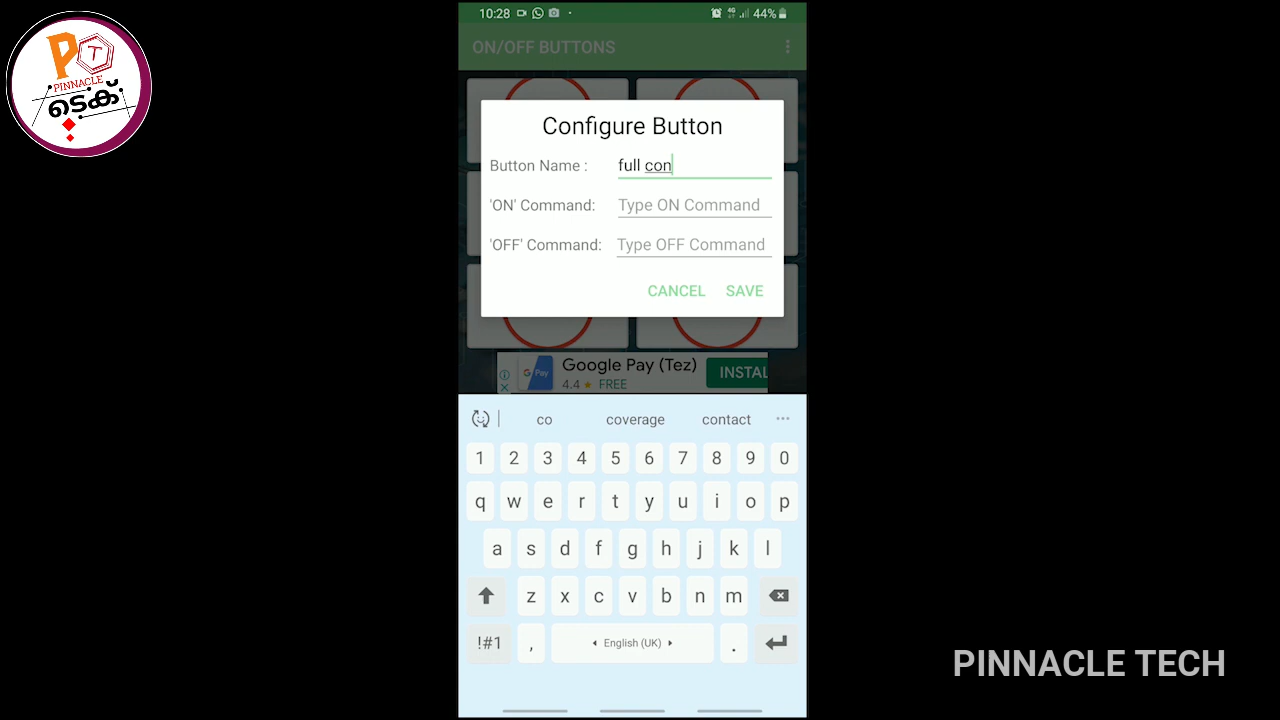 P T
PINNACLE
ടെക്
10:28 4G 44%
ON/OFF BUTTONS
Configure Button
Button Name : full con
'ON' Command: Type ON Command
'OFF' Command: Type OFF Command
CANCEL SAVE
G Pay Google Pay (Tez) INSTAL
4.4 ★ FREE
co coverage contact ...
1 2 3 4 5 6 7 8 9 0
q w e r t y u i o p
a s d f g h j k l
z x c v b n m
!#1 , English (UK) .
PINNACLE TECH